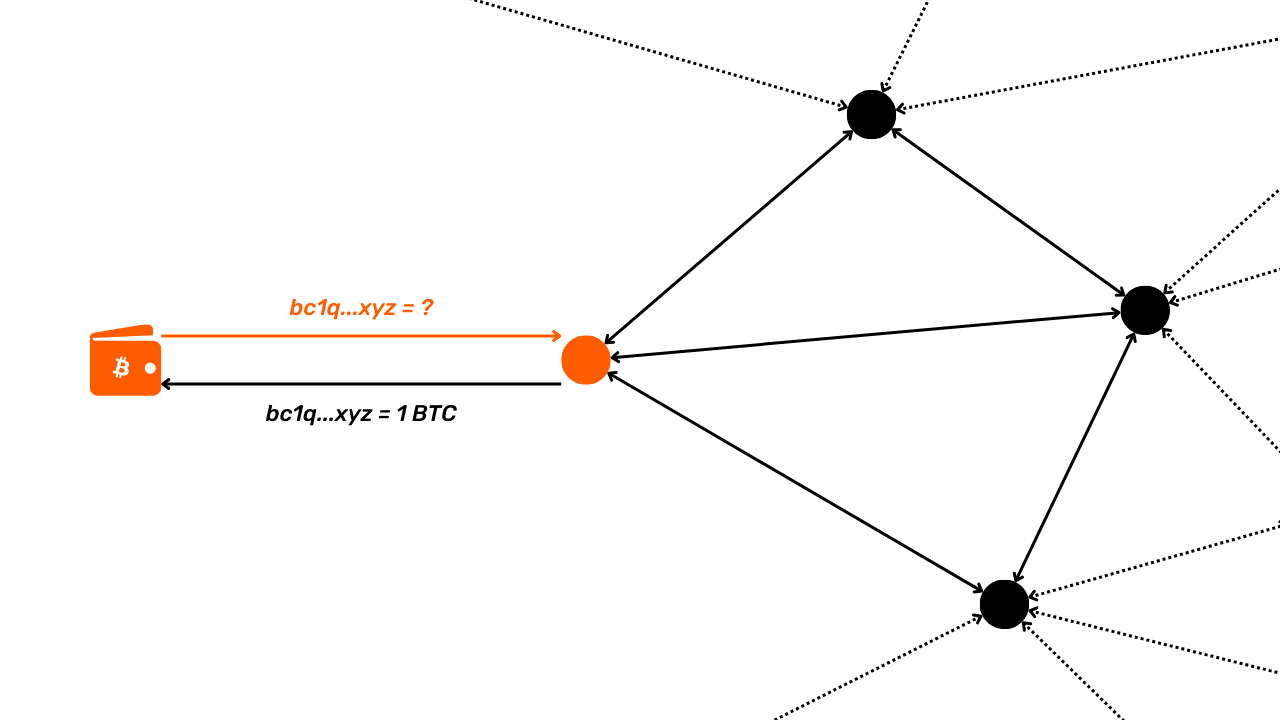 bc1q...xyz = ?
bc1q...xyz = 1 BTC